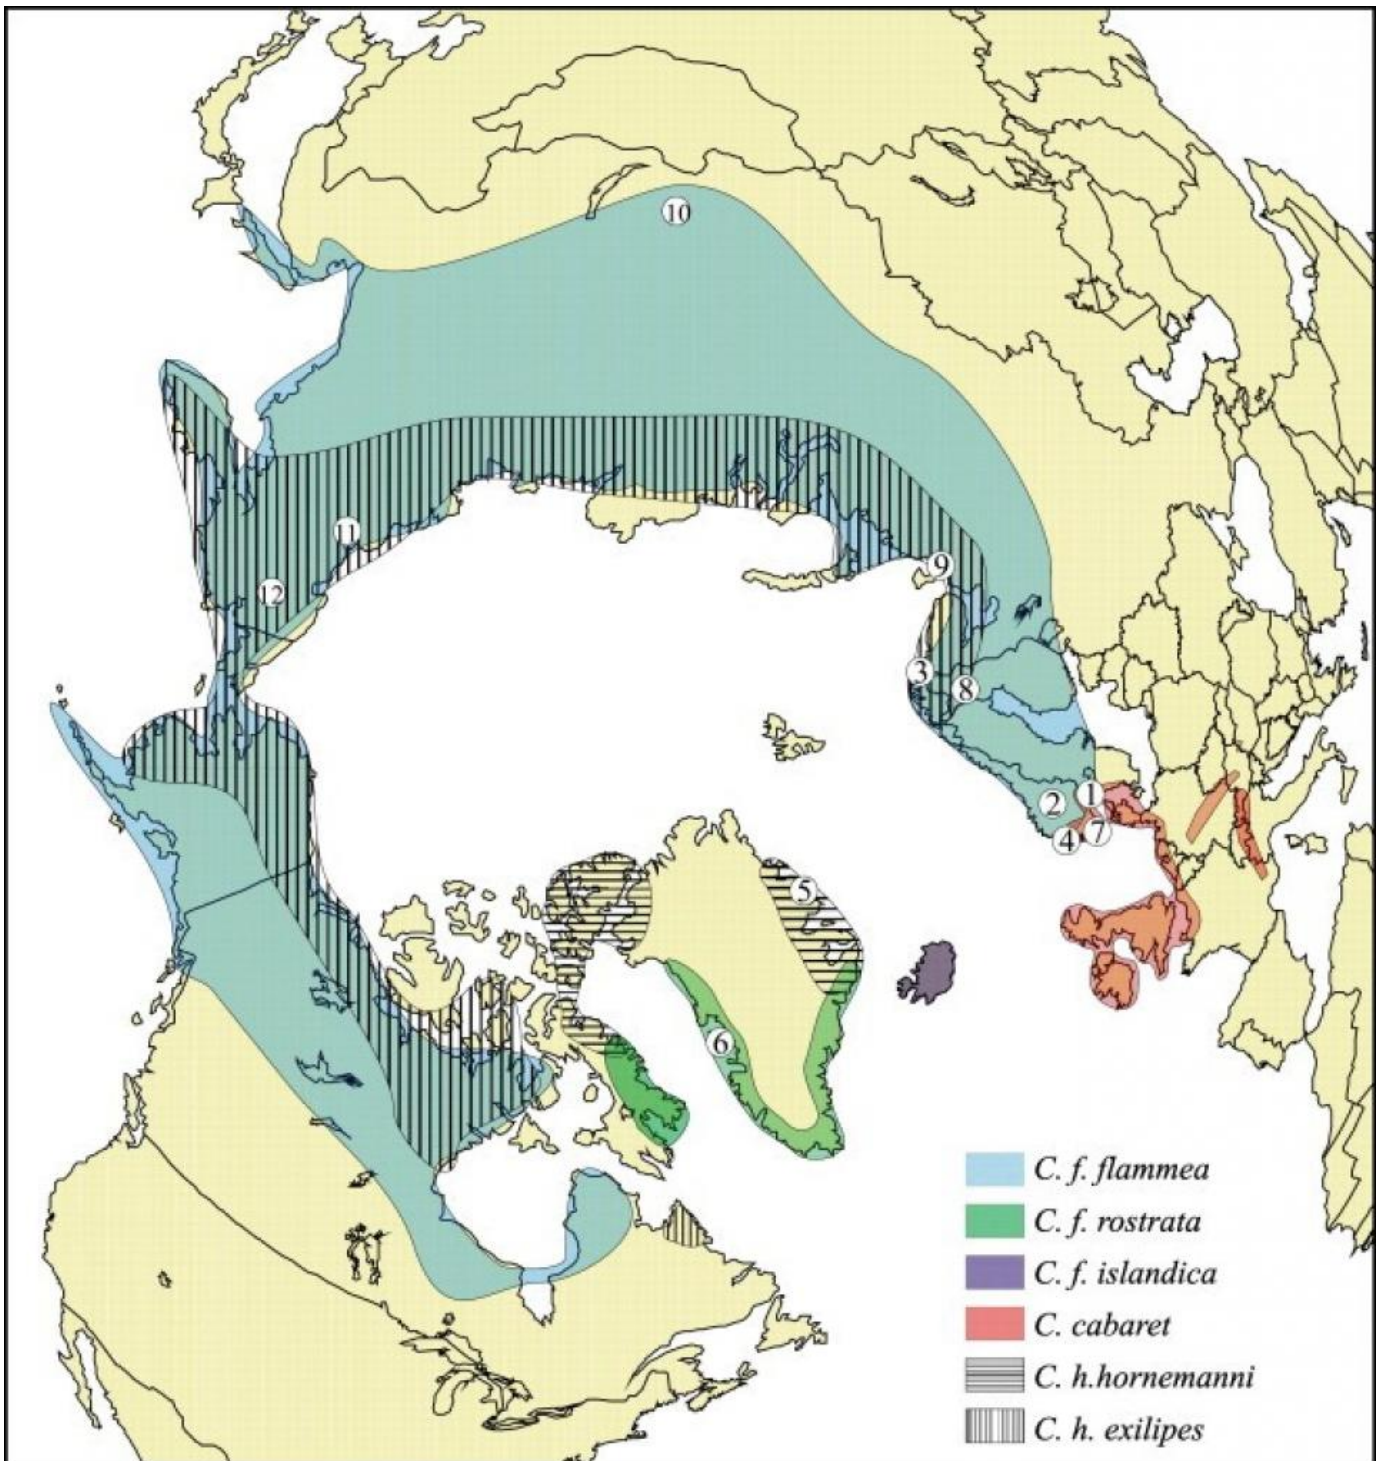 10
11
12
9
3
8
2
1
7
4
5
6
C. f. flammea
C. f. rostrata
C. f. islandica
C. cabaret
C. h.hornemanni
C. h. exilipes